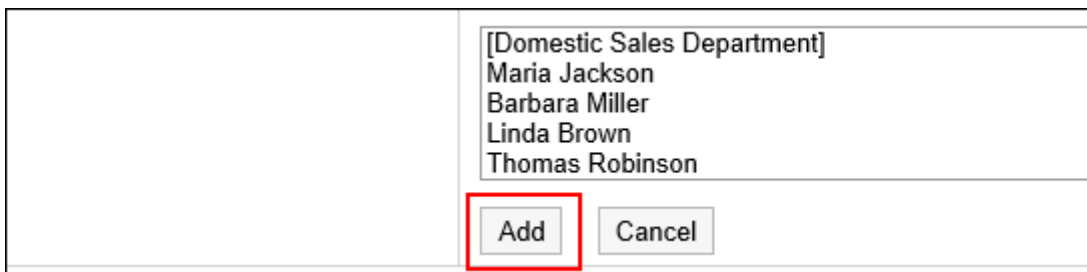 [Domestic Sales Department]
Maria Jackson
Barbara Miller
Linda Brown
Thomas Robinson
Add Cancel